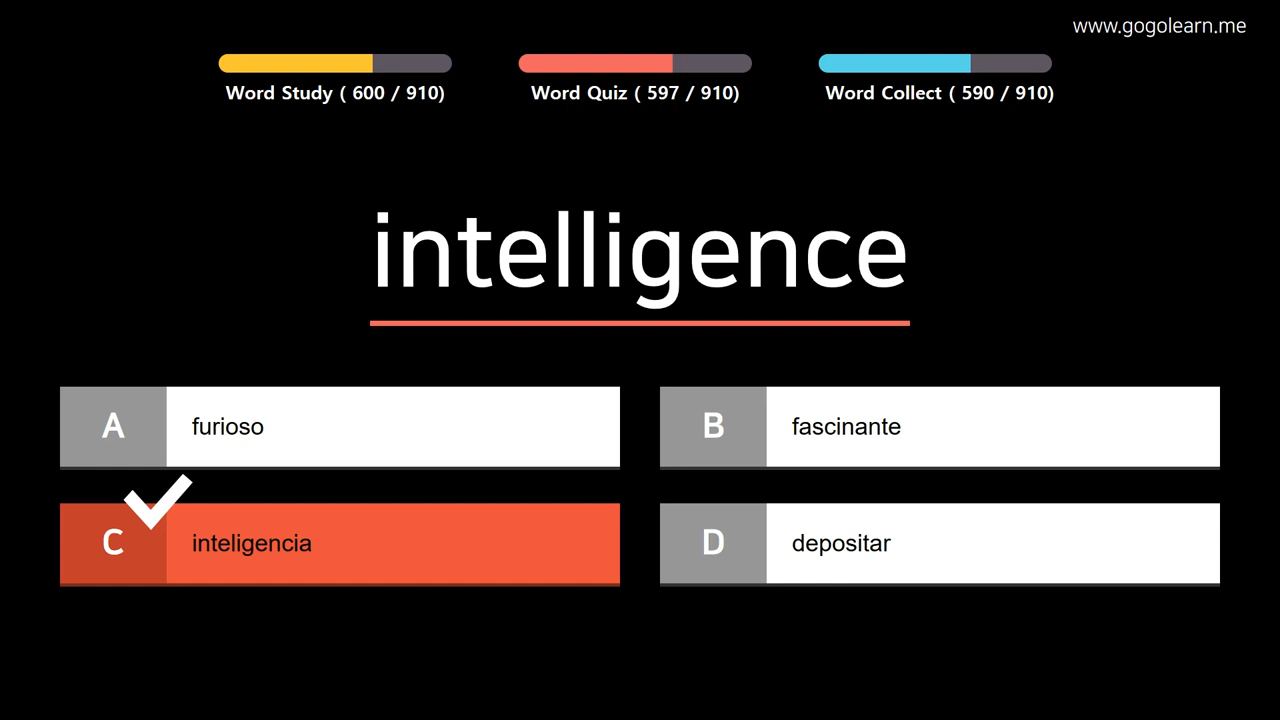 www.gogolearn.me
Word Study ( 600 / 910)
Word Quiz ( 597 / 910)
Word Collect ( 590 / 910)
intelligence
A furioso
B fascinante
C inteligencia
D depositar